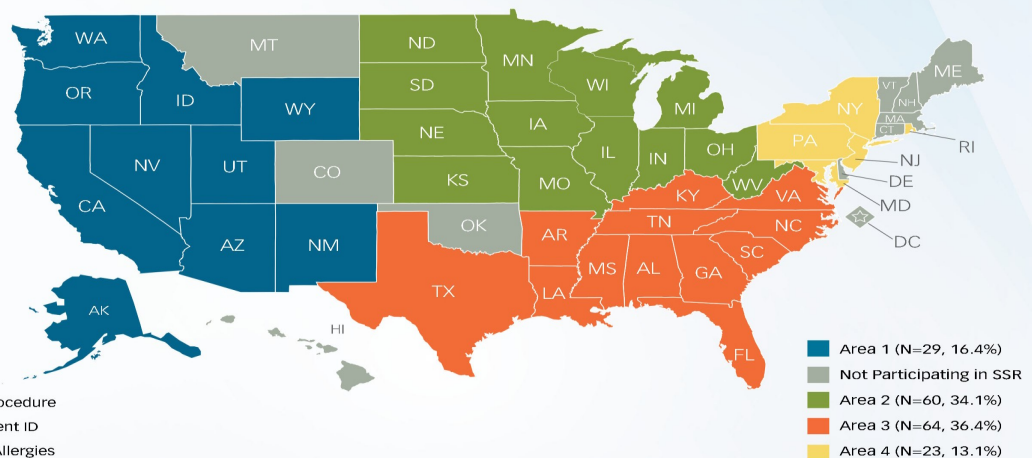 WA
MT
ND
MN
ME
OR
ID
WY
SD
WI
MI
VT
NH
NY
MA
CT
RI
NV
UT
CO
NE
IA
IL
IN
OH
PA
NJ
DE
MD
DC
CA
AZ
NM
KS
MO
KY
WV
VA
OK
AR
TN
NC
SC
TX
LA
MS
AL
GA
FL
AK
HI
Area 1 (N=29, 16.4%)
Not Participating in SSR
Area 2 (N=60, 34.1%)
Area 3 (N=64, 36.4%)
Area 4 (N=23, 13.1%)
ocedure
ent ID
Allergies